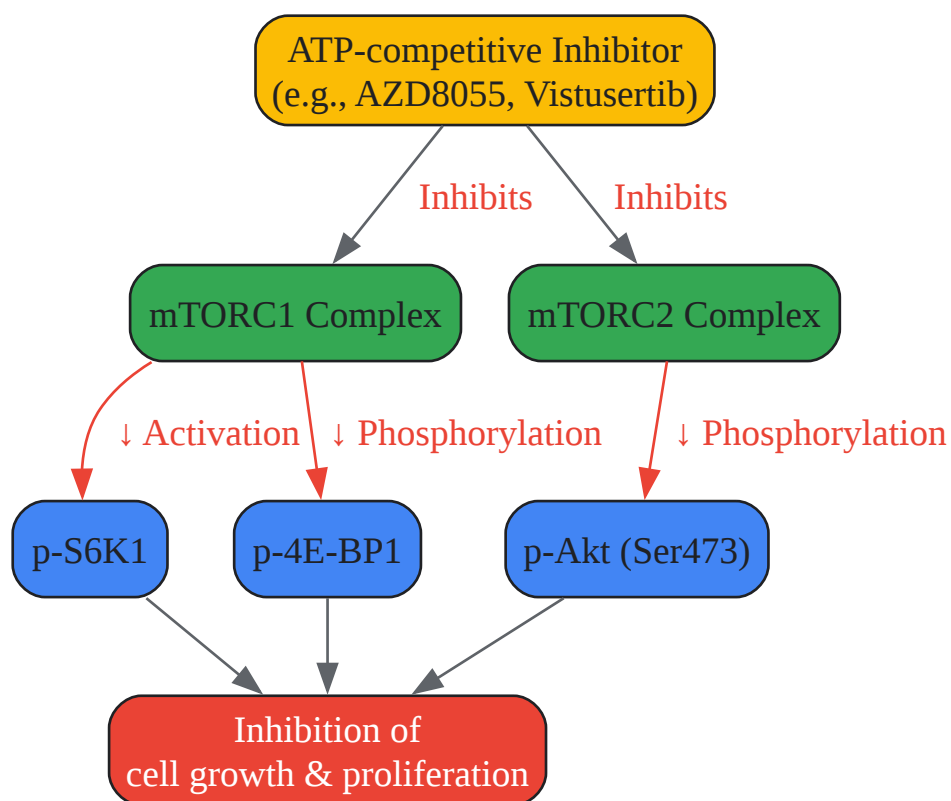 ATP-competitive Inhibitor
(e.g., AZD8055, Vistusertib)
Inhibits
Inhibits
mTORC1 Complex
mTORC2 Complex
↓ Activation
↓ Phosphorylation
↓ Phosphorylation
p-S6K1
p-4E-BP1
p-Akt (Ser473)
Inhibition of
cell growth & proliferation